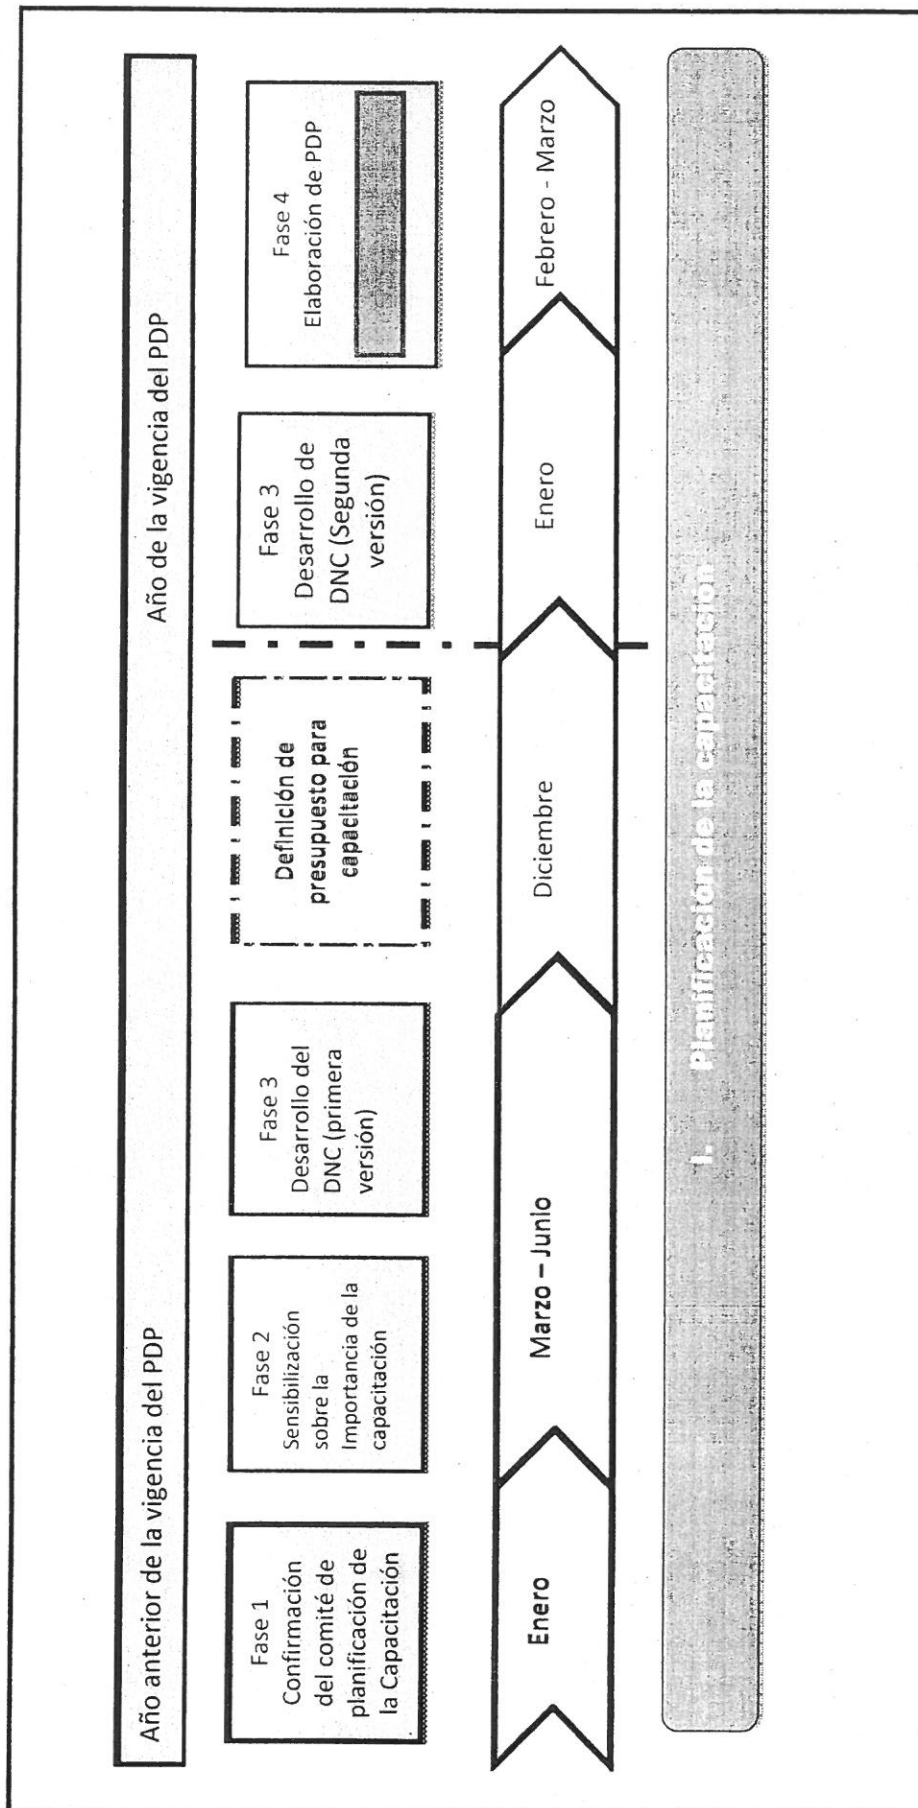 Año anterior de la vigencia del PDP
Año de la vigencia del PDP
Fase 1
Confirmación
del comité de
planificación de
la Capacitación
Fase 2
Sensibilización
sobre la
Importancia de la
capacitación
Fase 3
Desarrollo del
DNC (primera
versión)
Definición de
presupuesto para
capacitación
Fase 3
Desarrollo de
DNC (Segunda
versión)
Fase 4
Elaboración de PDP
Enero
Marzo – Junio
Diciembre
Enero
Febrero - Marzo
I. Planificación de la capacitación